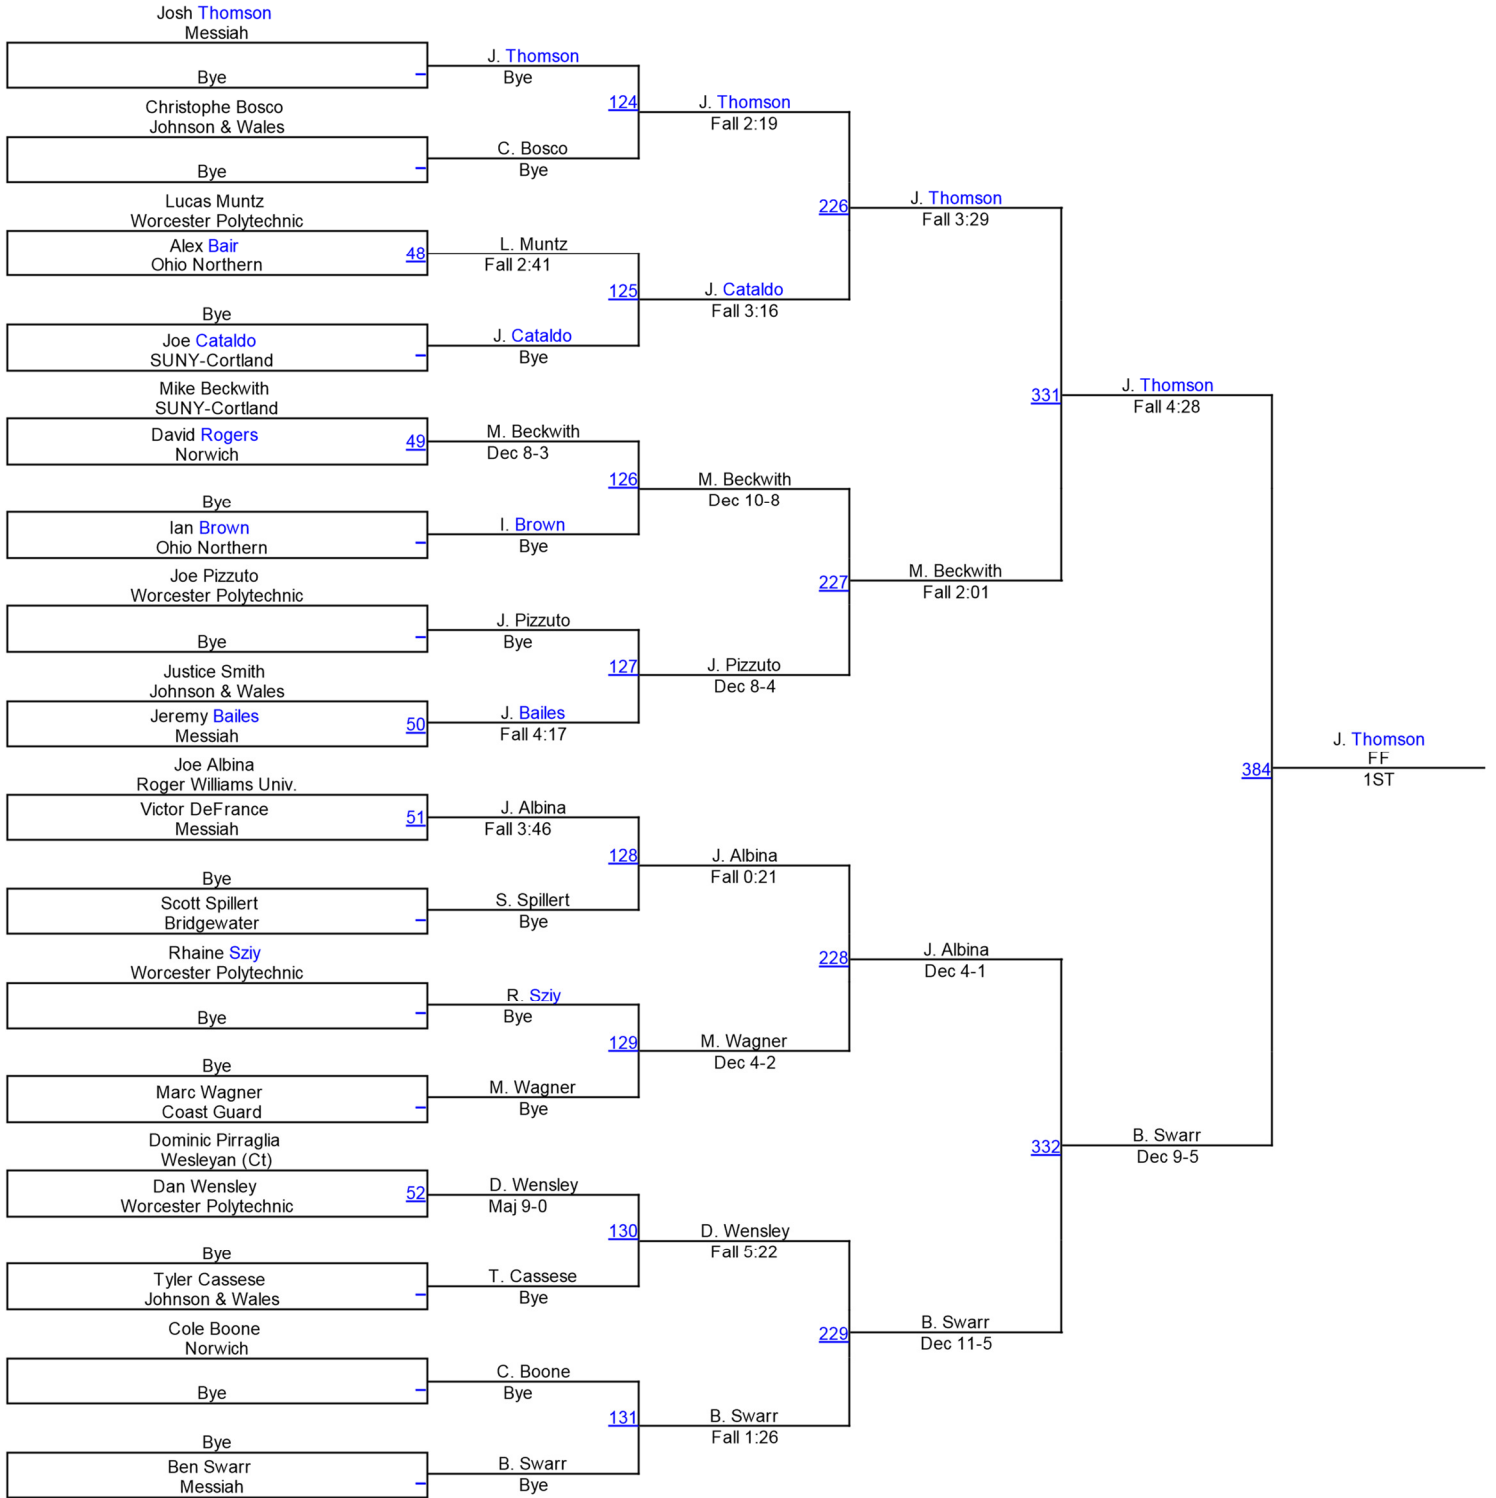 Josh Thomson
Messiah
Bye
Christophe Bosco
Johnson & Wales
Bye
Lucas Muntz
Worcester Polytechnic
Alex Bair
Ohio Northern
48
Bye
Joe Cataldo
SUNY-Cortland
Mike Beckwith
SUNY-Cortland
David Rogers
Norwich
49
Bye
Ian Brown
Ohio Northern
Joe Pizzuto
Worcester Polytechnic
Bye
Justice Smith
Johnson & Wales
Jeremy Bailes
Messiah
50
Joe Albina
Roger Williams Univ.
Victor DeFrance
Messiah
51
Bye
Scott Spillert
Bridgewater
Rhaine Sziy
Worcester Polytechnic
Bye
Bye
Marc Wagner
Coast Guard
Dominic Pirraglia
Wesleyan (Ct)
Dan Wensley
Worcester Polytechnic
52
Bye
Tyler Cassese
Johnson & Wales
Cole Boone
Norwich
Bye
Bye
Ben Swarr
Messiah
J. Thomson
Bye
124
C. Bosco
Bye
L. Muntz
Fall 2:41
125
J. Cataldo
Bye
M. Beckwith
Dec 8-3
126
I. Brown
Bye
J. Pizzuto
Bye
127
J. Bailes
Fall 4:17
J. Albina
Fall 3:46
128
S. Spillert
Bye
R. Sziy
Bye
129
M. Wagner
Bye
D. Wensley
Maj 9-0
130
T. Cassese
Bye
C. Boone
Bye
131
B. Swarr
Bye
J. Thomson
Fall 2:19
226
J. Cataldo
Fall 3:16
M. Beckwith
Dec 10-8
227
J. Pizzuto
Dec 8-4
J. Albina
Fall 0:21
228
M. Wagner
Dec 4-2
D. Wensley
Fall 5:22
229
B. Swarr
Fall 1:26
J. Thomson
Fall 3:29
331
M. Beckwith
Fall 2:01
J. Albina
Dec 4-1
332
B. Swarr
Dec 11-5
J. Thomson
Fall 4:28
384
B. Swarr
Dec 9-5
J. Thomson
FF
1ST